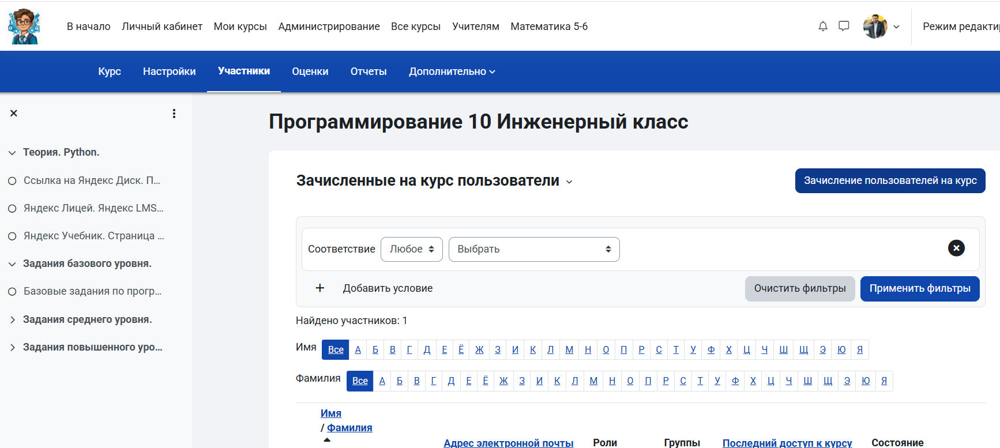 В начало Личный кабинет Мои курсы Администрирование Все курсы Учителям Математика 5-6
Режим редакти
Курс Настройки Участники Оценки Отчеты Дополнительно
Теория. Python.
Ссылка на Яндекс Диск. П...
Яндекс Лицей. Яндекс LMS...
Яндекс Учебник. Страница ...
Задания базового уровня.
Базовые задания по прогр...
Задания среднего уровня.
Задания повышенного уро...
Программирование 10 Инженерный класс
Зачисленные на курс пользователи
Зачисление пользователей на курс
Соответствие Любое Выбрать
Добавить условие Очистить фильтры Применить фильтры
Найдено участников: 1
Имя Все А Б В Г Д Е Ё Ж З И К Л М Н О П Р С Т У Ф Х Ц Ч Ш Щ Э Ю Я
Фамилия Все А Б В Г Д Е Ё Ж З И К Л М Н О П Р С Т У Ф Х Ц Ч Ш Щ Э Ю Я
Имя
/ Фамилия
Адрес электронной почты Роли Группы Последний доступ к курсу Состояние